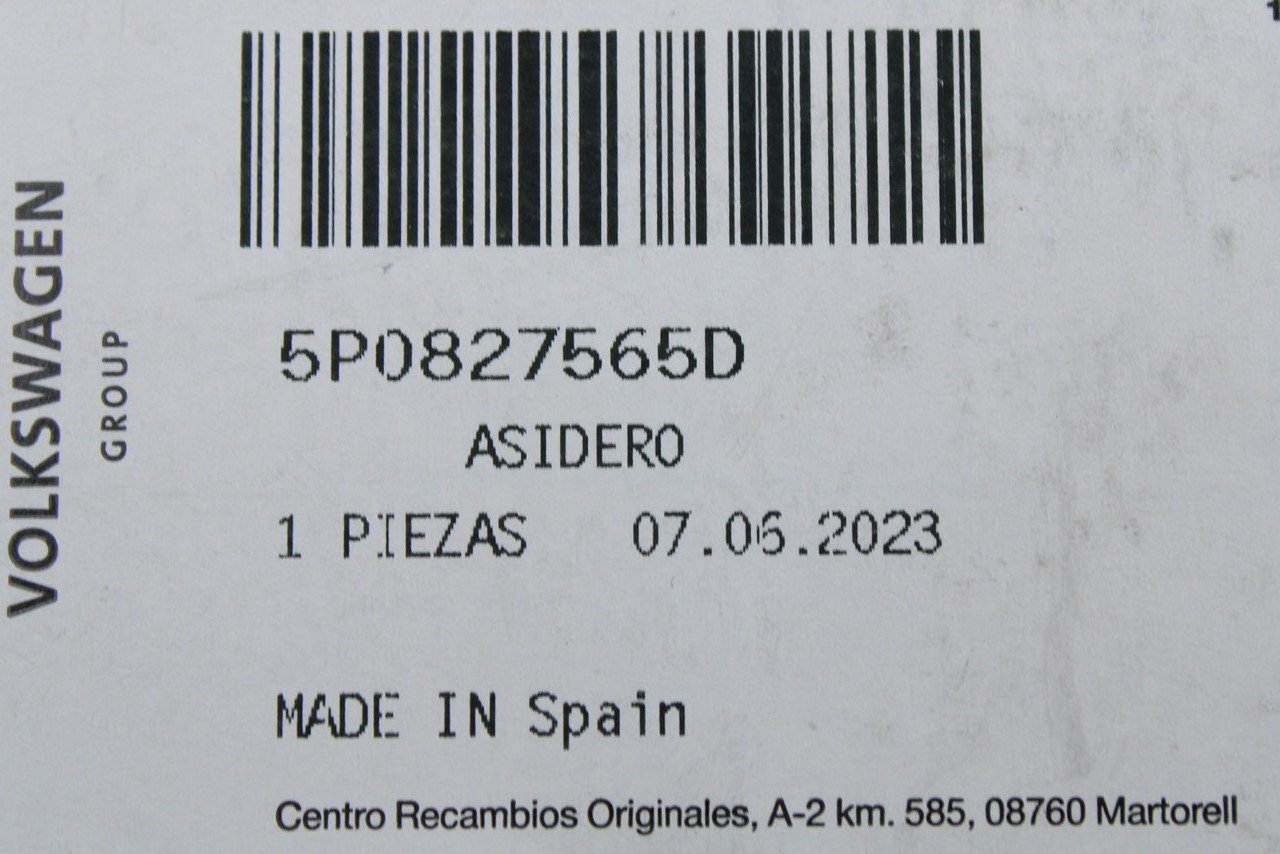 VOLKSWAGEN
GROUP
5P0827565D
ASIDERO
1 PIEZAS 07.06.2023
MADE IN Spain
Centro Recambios Originales, A-2 km. 585, 08760 Martorell